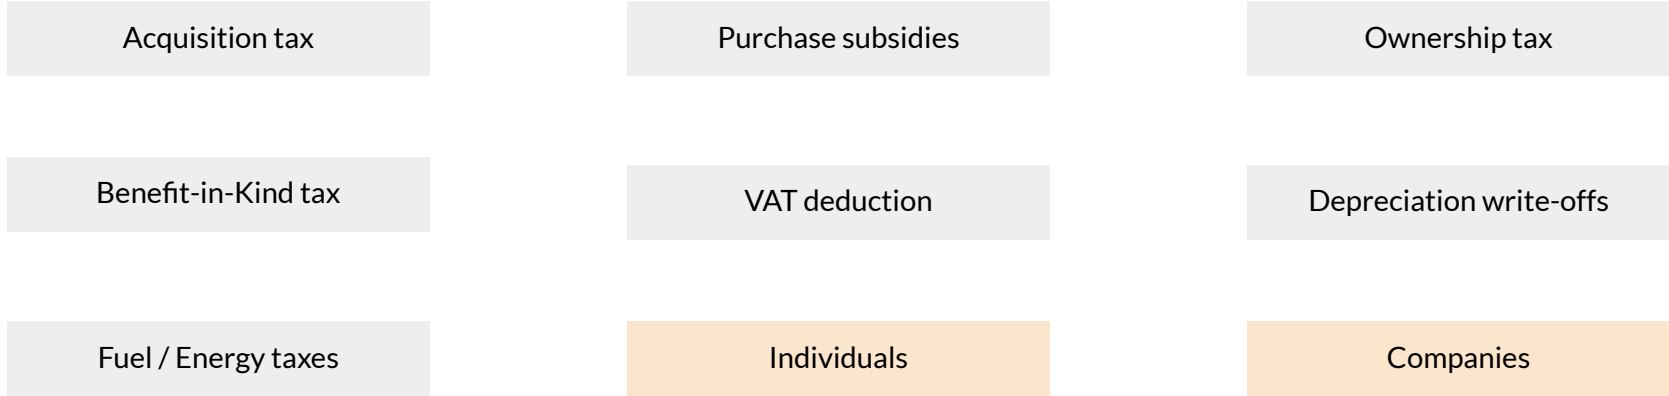 Acquisition tax
Purchase subsidies
Ownership tax
Benefit-in-Kind tax
VAT deduction
Depreciation write-offs
Fuel / Energy taxes
Individuals
Companies